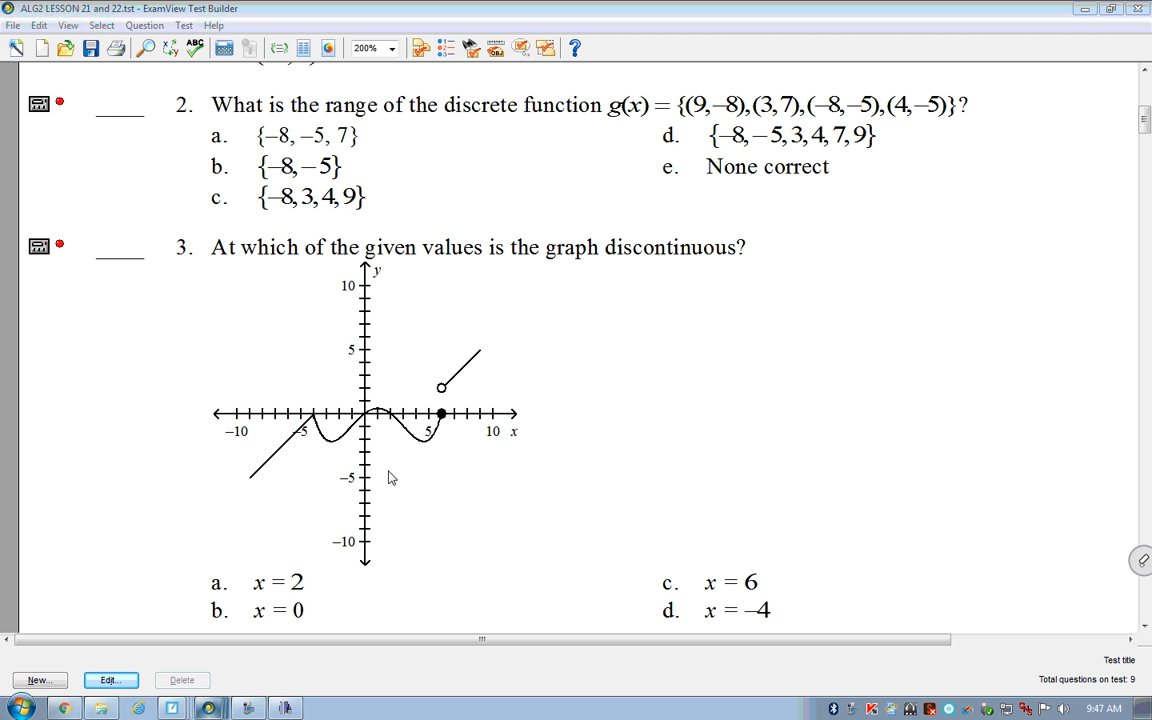 ALG2 LESSON 21 and 22.tst - ExamView Test Builder
File Edit View Select Question Test Help
ABC 200% ?
2. What is the range of the discrete function g(x) = {(9,–8),(3,7),(–8,–5),(4,–5)}?
a. {–8, –5, 7} d. {–8,–5,3,4,7,9}
b. {–8,–5} e. None correct
c. {–8,3,4,9}
3. At which of the given values is the graph discontinuous?
y
10
5
–10 –5 5 10 x
–5
–10
a. x = 2 c. x = 6
b. x = 0 d. x = –4
Test title
New... Edit... Delete Total questions on test: 9
9:47 AM